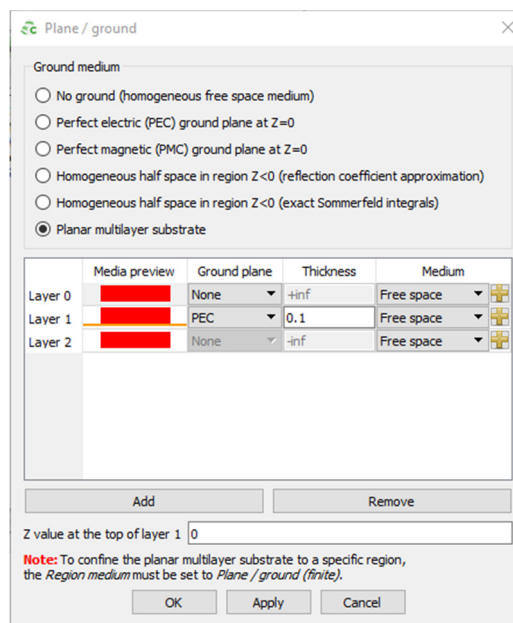 Plane / ground
Ground medium
No ground (homogeneous free space medium)
Perfect electric (PEC) ground plane at Z=0
Perfect magnetic (PMC) ground plane at Z=0
Homogeneous half space in region Z<0 (reflection coefficient approximation)
Homogeneous half space in region Z<0 (exact Sommerfeld integrals)
Planar multilayer substrate
Media preview Ground plane Thickness Medium
Layer 0 None +inf Free space
Layer 1 PEC 0.1 Free space
Layer 2 None -inf Free space
Add Remove
Z value at the top of layer 1 0
Note: To confine the planar multilayer substrate to a specific region,
the Region medium must be set to Plane / ground (finite).
OK Apply Cancel